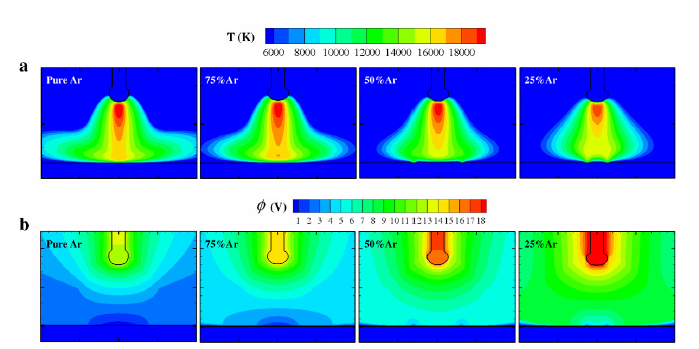 T (K)
6000 8000 10000 12000 14000 16000 18000
a
Pure Ar 75%Ar 50%Ar 25%Ar
ϕ (V)
1 2 3 4 5 6 7 8 9 10 11 12 13 14 15 16 17 18
b
Pure Ar 75%Ar 50%Ar 25%Ar